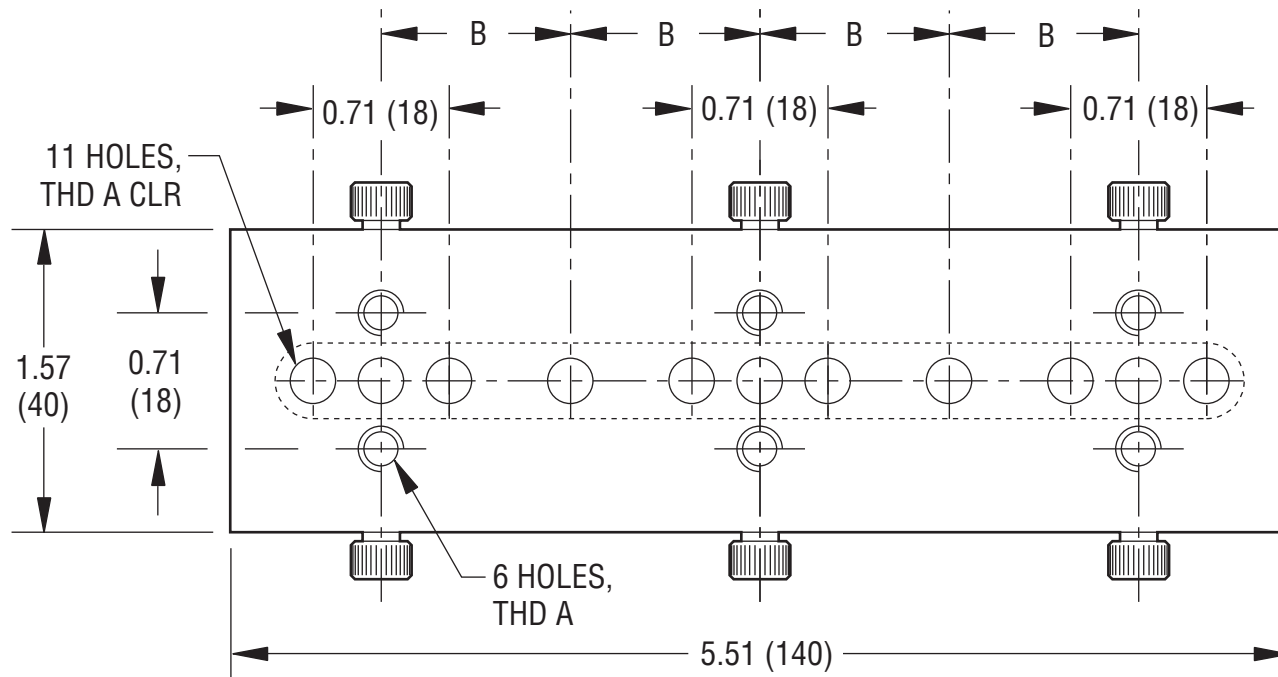 B
B
B
B
0.71 (18)
0.71 (18)
0.71 (18)
11 HOLES,
THD A CLR
1.57
(40)
0.71
(18)
6 HOLES,
THD A
5.51 (140)